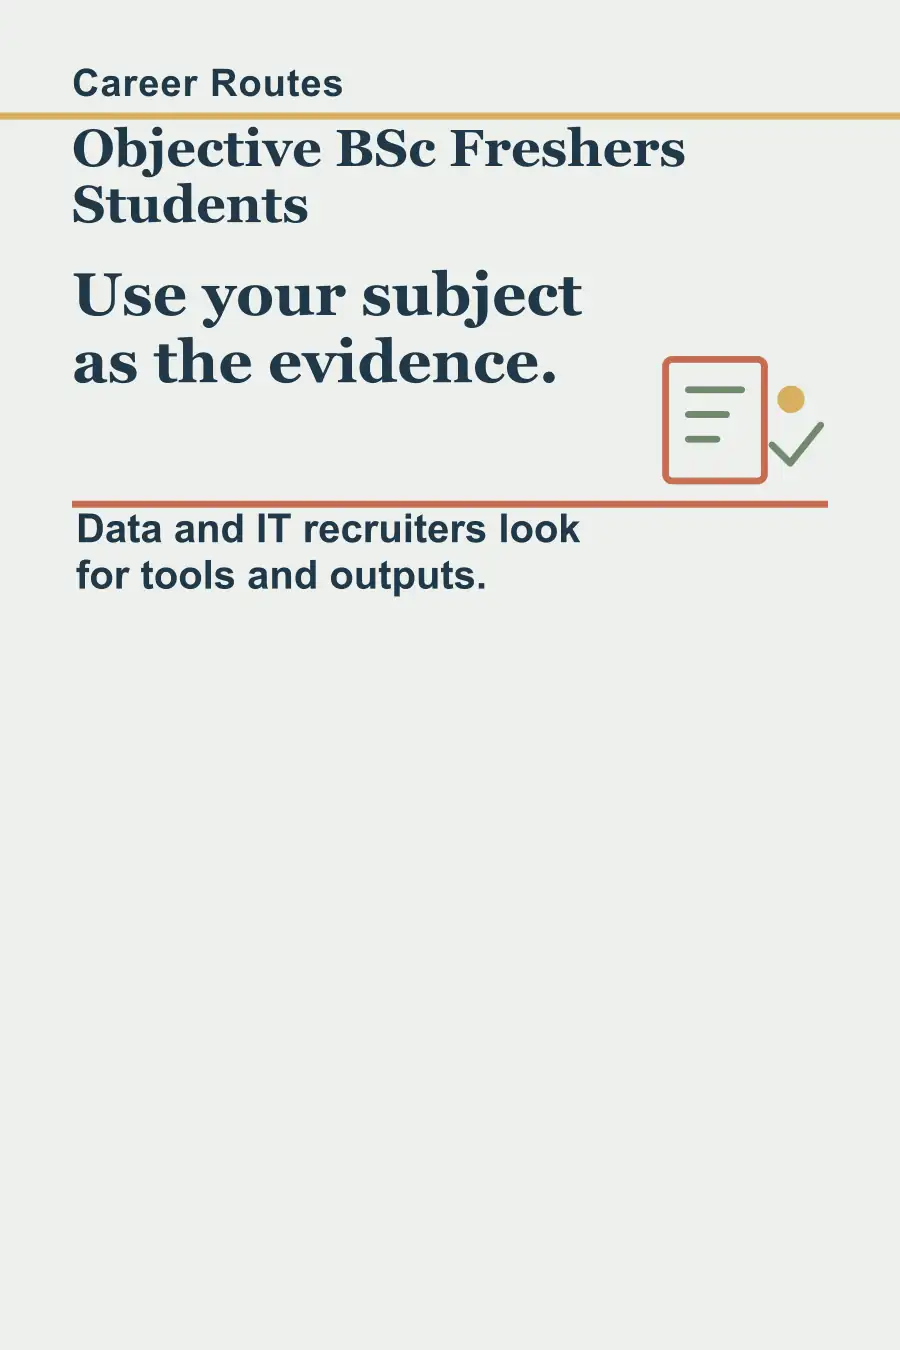 Career Routes
Objective BSc Freshers
Students
Use your subject
as the evidence.
Data and IT recruiters look
for tools and outputs.